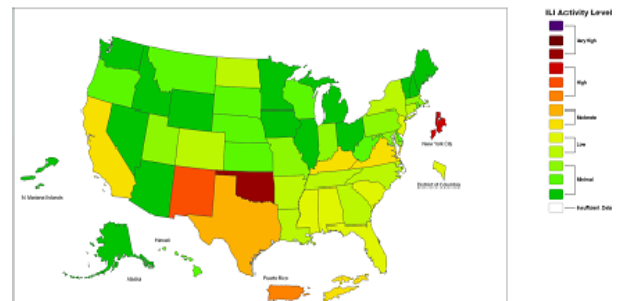 ILI Activity Level
Very High
High
Moderate
Low
Minimal
Insufficient Data
New York City
District of Columbia
N. Mariana Islands
Hawaii
Alaska
Puerto Rico